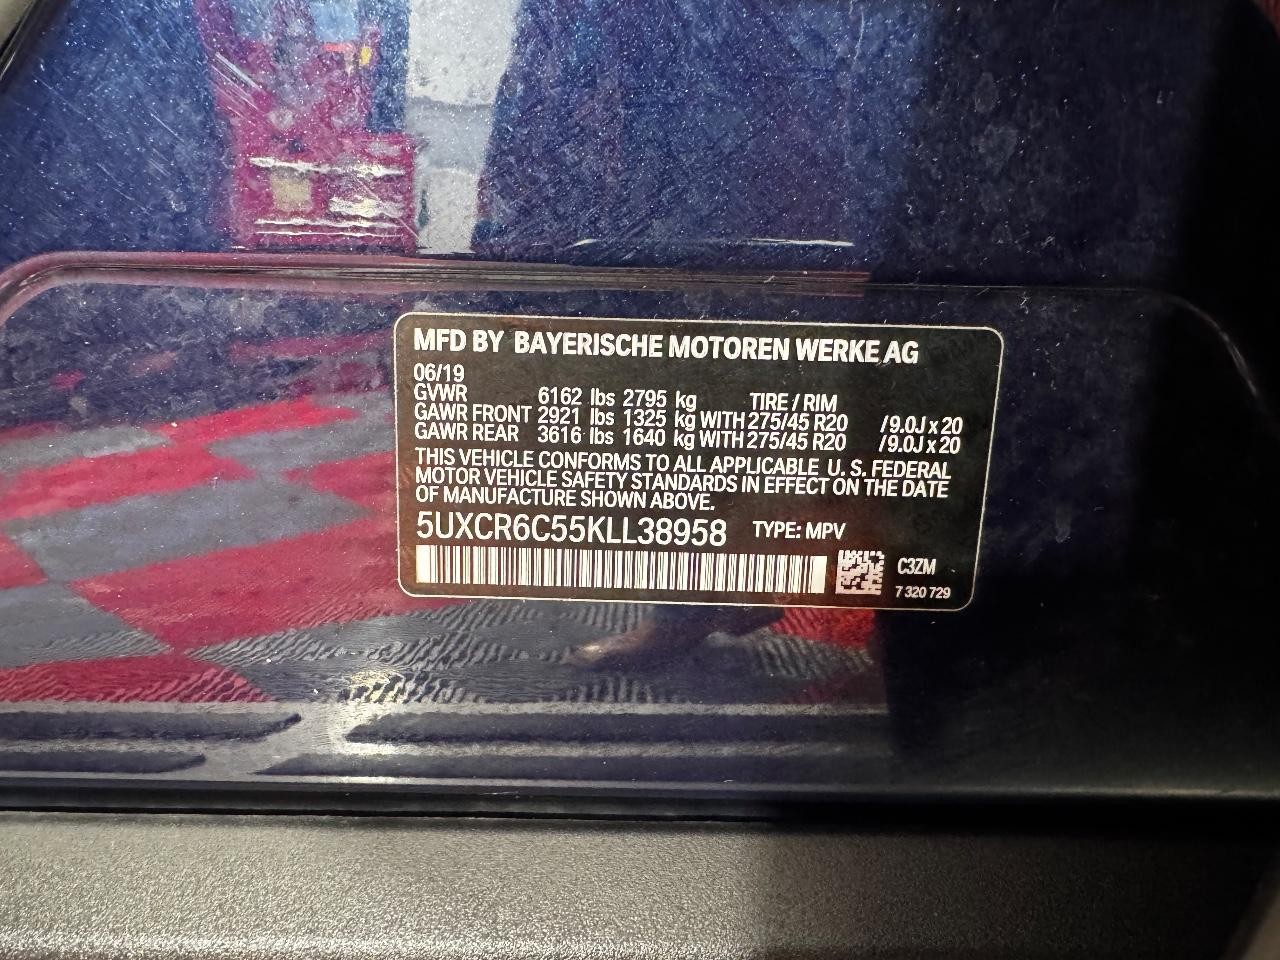 MFD BY BAYERISCHE MOTOREN WERKE AG
06/19
GVWR 6162 lbs 2795 kg TIRE / RIM
GAWR FRONT 2921 lbs 1325 kg WITH 275/45 R20 /9.0J x 20
GAWR REAR 3616 lbs 1640 kg WITH 275/45 R20 /9.0J x 20
THIS VEHICLE CONFORMS TO ALL APPLICABLE U. S. FEDERAL
MOTOR VEHICLE SAFETY STANDARDS IN EFFECT ON THE DATE
OF MANUFACTURE SHOWN ABOVE.
5UXCR6C55KLL38958 TYPE: MPV
C3ZM
7 320 729